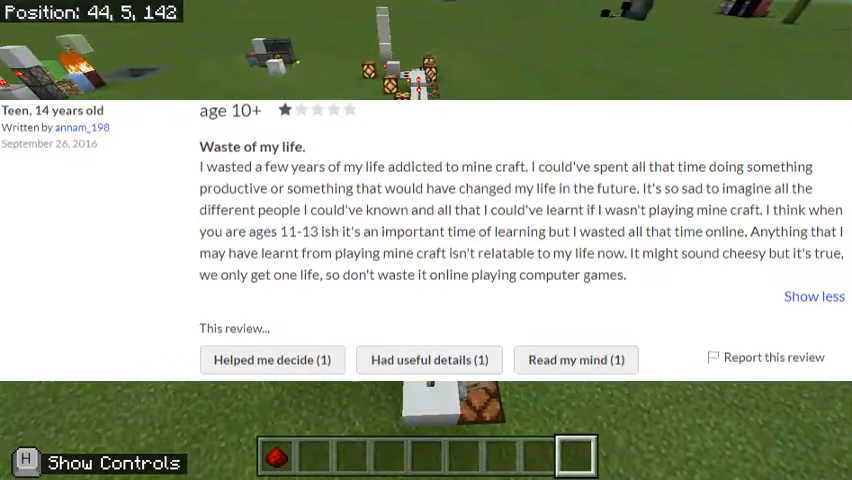 Position: 44, 5, 142
Teen, 14 years old
Written by annam_198
September 26, 2016
age 10+
Waste of my life.
I wasted a few years of my life addicted to mine craft. I could've spent all that time doing something
productive or something that would have changed my life in the future. It's so sad to imagine all the
different people I could've known and all that I could've learnt if I wasn't playing mine craft. I think when
you are ages 11-13 ish it's an important time of learning but I wasted all that time online. Anything that I
may have learnt from playing mine craft isn't relatable to my life now. It might sound cheesy but it's true,
we only get one life, so don't waste it online playing computer games.
Show less
This review...
Helped me decide (1)
Had useful details (1)
Read my mind (1)
Report this review
H Show Controls